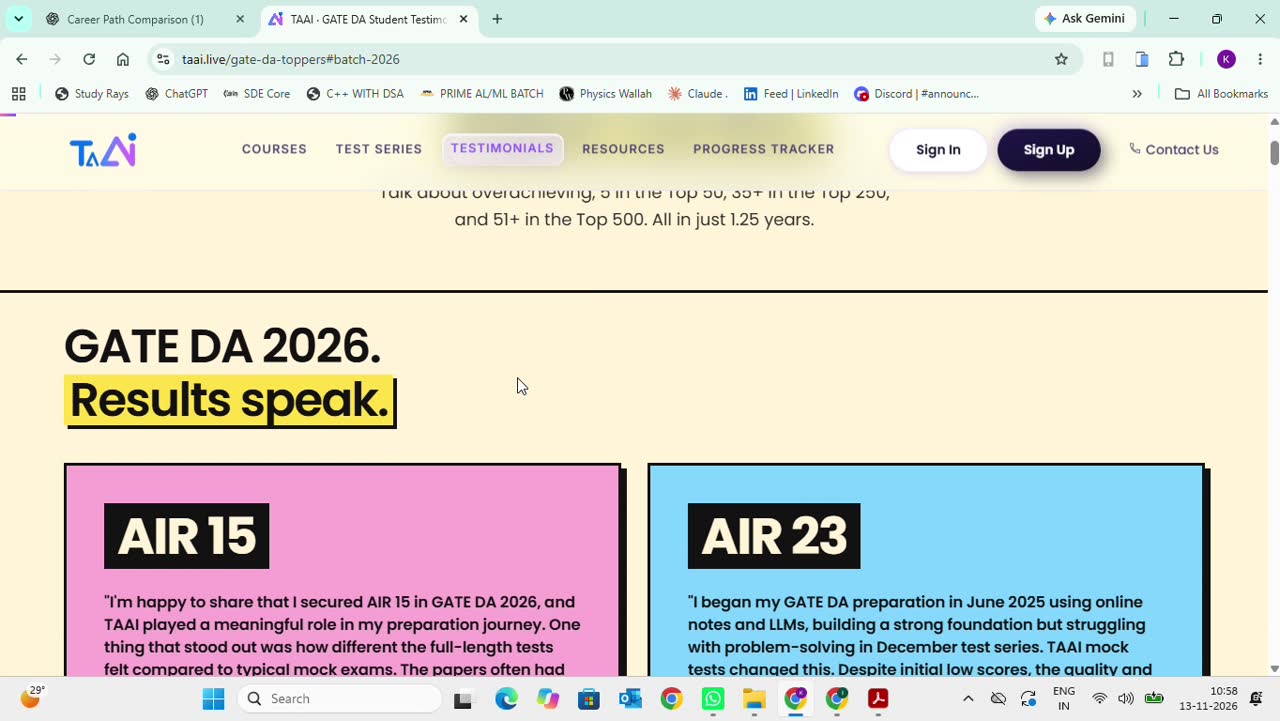 Career Path Comparison (1)
TAAI · GATE DA Student Testimo
Ask Gemini
taai.live/gate-da-toppers#batch-2026
K
Study Rays
ChatGPT
SDE Core
C++ WITH DSA
PRIME AL/ML BATCH
Physics Wallah
Claude .
Feed | LinkedIn
Discord | #announc...
All Bookmarks
TAAi
COURSES
TEST SERIES
TESTIMONIALS
RESOURCES
PROGRESS TRACKER
Sign In
Sign Up
Contact Us
Talk about overachieving, 5 in the Top 50, 35+ in the Top 250,
and 51+ in the Top 500. All in just 1.25 years.
GATE DA 2026.
Results speak.
AIR 15
"I'm happy to share that I secured AIR 15 in GATE DA 2026, and
TAAI played a meaningful role in my preparation journey. One
thing that stood out was how different the full-length tests
felt compared to typical mock exams. The papers often had
AIR 23
"I began my GATE DA preparation in June 2025 using online
notes and LLMs, building a strong foundation but struggling
with problem-solving in December test series. TAAI mock
tests changed this. Despite initial low scores, the quality and
29°
Search
ENG
IN
10:58
13-11-2026